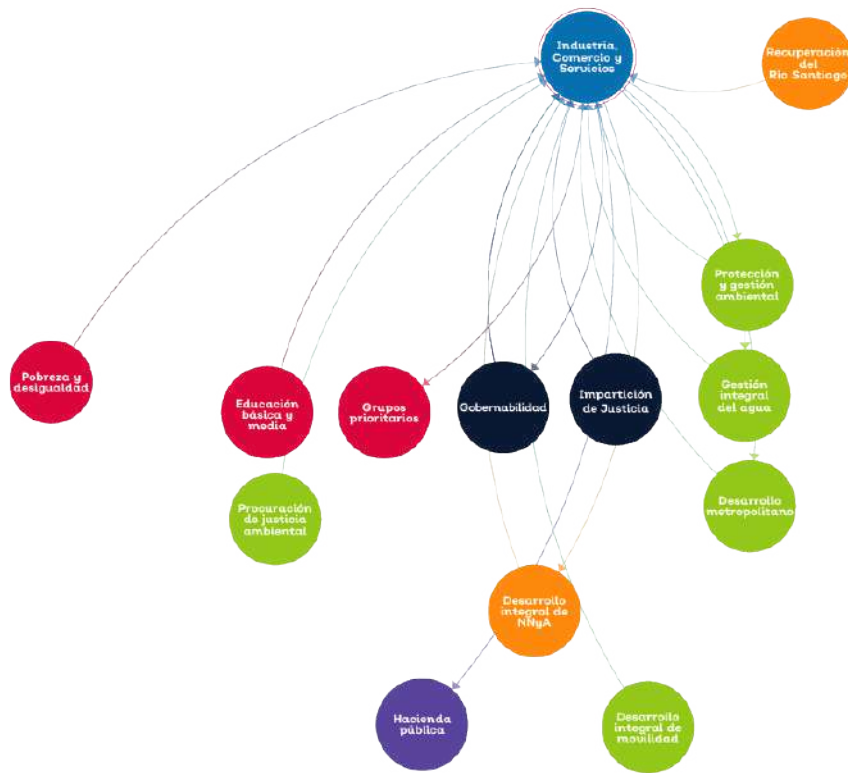 Industria,
Comercio y
Servicios
Recuperación
del
Río Santiago
Protección
y gestión
ambiental
Pobreza y
desigualdad
Educación
básica y
media
Grupos
prioritarios
Gobernabilidad
Impartición
de Justicia
Gestión
integral
del agua
Procuración
de justicia
ambiental
Desarrollo
metropolitano
Desarrollo
integral de
NNyA
Hacienda
pública
Desarrollo
integral de
movilidad